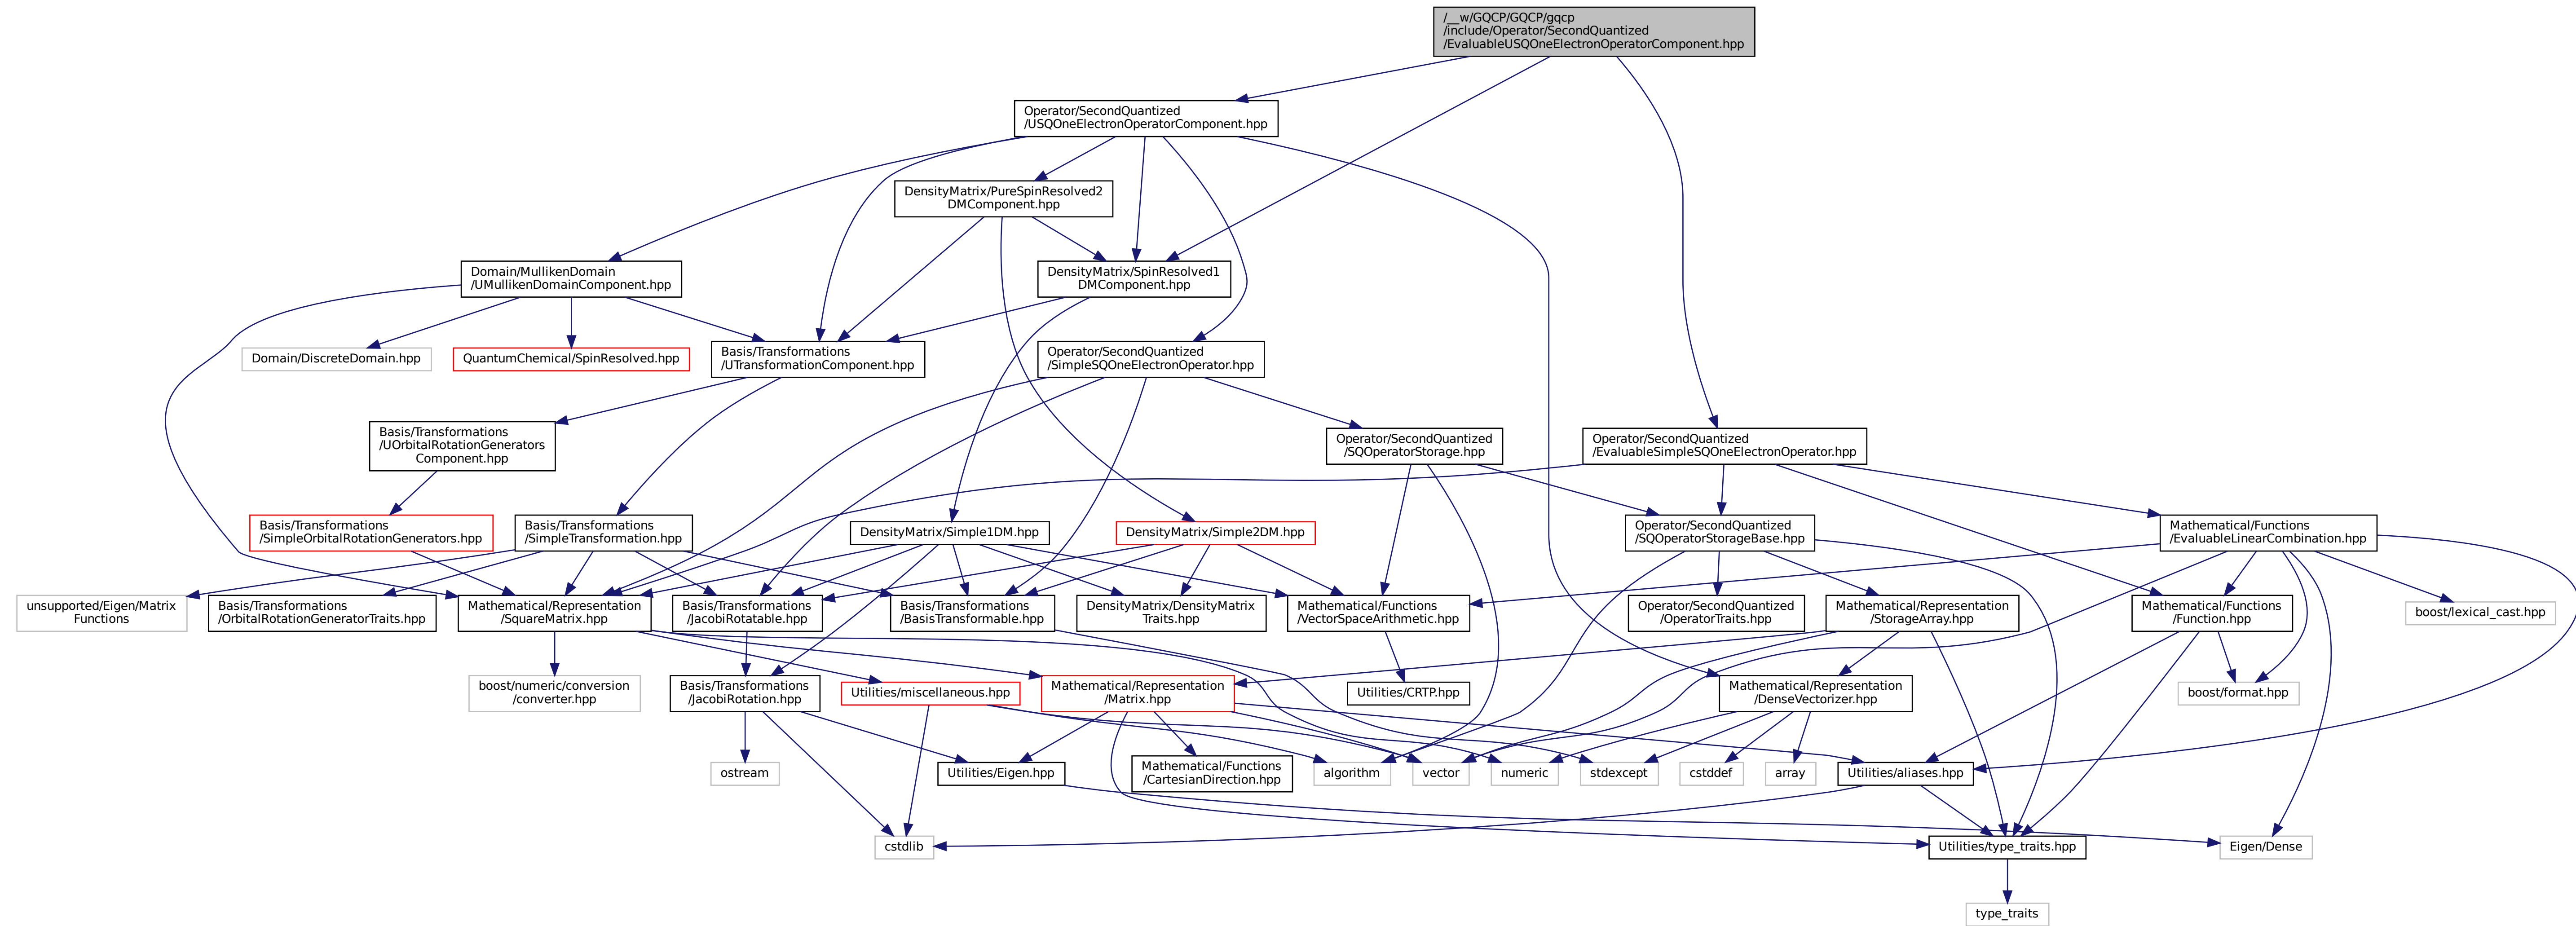 /__w/GQCP/GQCP/gqcp
/include/Operator/SecondQuantized
/EvaluableUSQOneElectronOperatorComponent.hpp
Operator/SecondQuantized
/USQOneElectronOperatorComponent.hpp
DensityMatrix/PureSpinResolved2
DMComponent.hpp
Domain/MullikenDomain
/UMullikenDomainComponent.hpp
DensityMatrix/SpinResolved1
DMComponent.hpp
Domain/DiscreteDomain.hpp
QuantumChemical/SpinResolved.hpp
Basis/Transformations
/UTransformationComponent.hpp
Operator/SecondQuantized
/SimpleSQOneElectronOperator.hpp
Basis/Transformations
/UOrbitalRotationGenerators
Component.hpp
Operator/SecondQuantized
/SQOperatorStorage.hpp
Operator/SecondQuantized
/EvaluableSimpleSQOneElectronOperator.hpp
Basis/Transformations
/SimpleOrbitalRotationGenerators.hpp
Basis/Transformations
/SimpleTransformation.hpp
DensityMatrix/Simple1DM.hpp
DensityMatrix/Simple2DM.hpp
Operator/SecondQuantized
/SQOperatorStorageBase.hpp
Mathematical/Functions
/EvaluableLinearCombination.hpp
unsupported/Eigen/Matrix
Functions
Basis/Transformations
/OrbitalRotationGeneratorTraits.hpp
Mathematical/Representation
/SquareMatrix.hpp
Basis/Transformations
/JacobiRotatable.hpp
Basis/Transformations
/BasisTransformable.hpp
DensityMatrix/DensityMatrix
Traits.hpp
Mathematical/Functions
/VectorSpaceArithmetic.hpp
Operator/SecondQuantized
/OperatorTraits.hpp
Mathematical/Representation
/StorageArray.hpp
Mathematical/Functions
/Function.hpp
boost/lexical_cast.hpp
boost/numeric/conversion
/converter.hpp
Basis/Transformations
/JacobiRotation.hpp
Utilities/miscellaneous.hpp
Mathematical/Representation
/Matrix.hpp
Utilities/CRTP.hpp
Mathematical/Representation
/DenseVectorizer.hpp
boost/format.hpp
ostream
Utilities/Eigen.hpp
Mathematical/Functions
/CartesianDirection.hpp
algorithm
vector
numeric
stdexcept
cstddef
array
Utilities/aliases.hpp
cstdlib
Utilities/type_traits.hpp
Eigen/Dense
type_traits